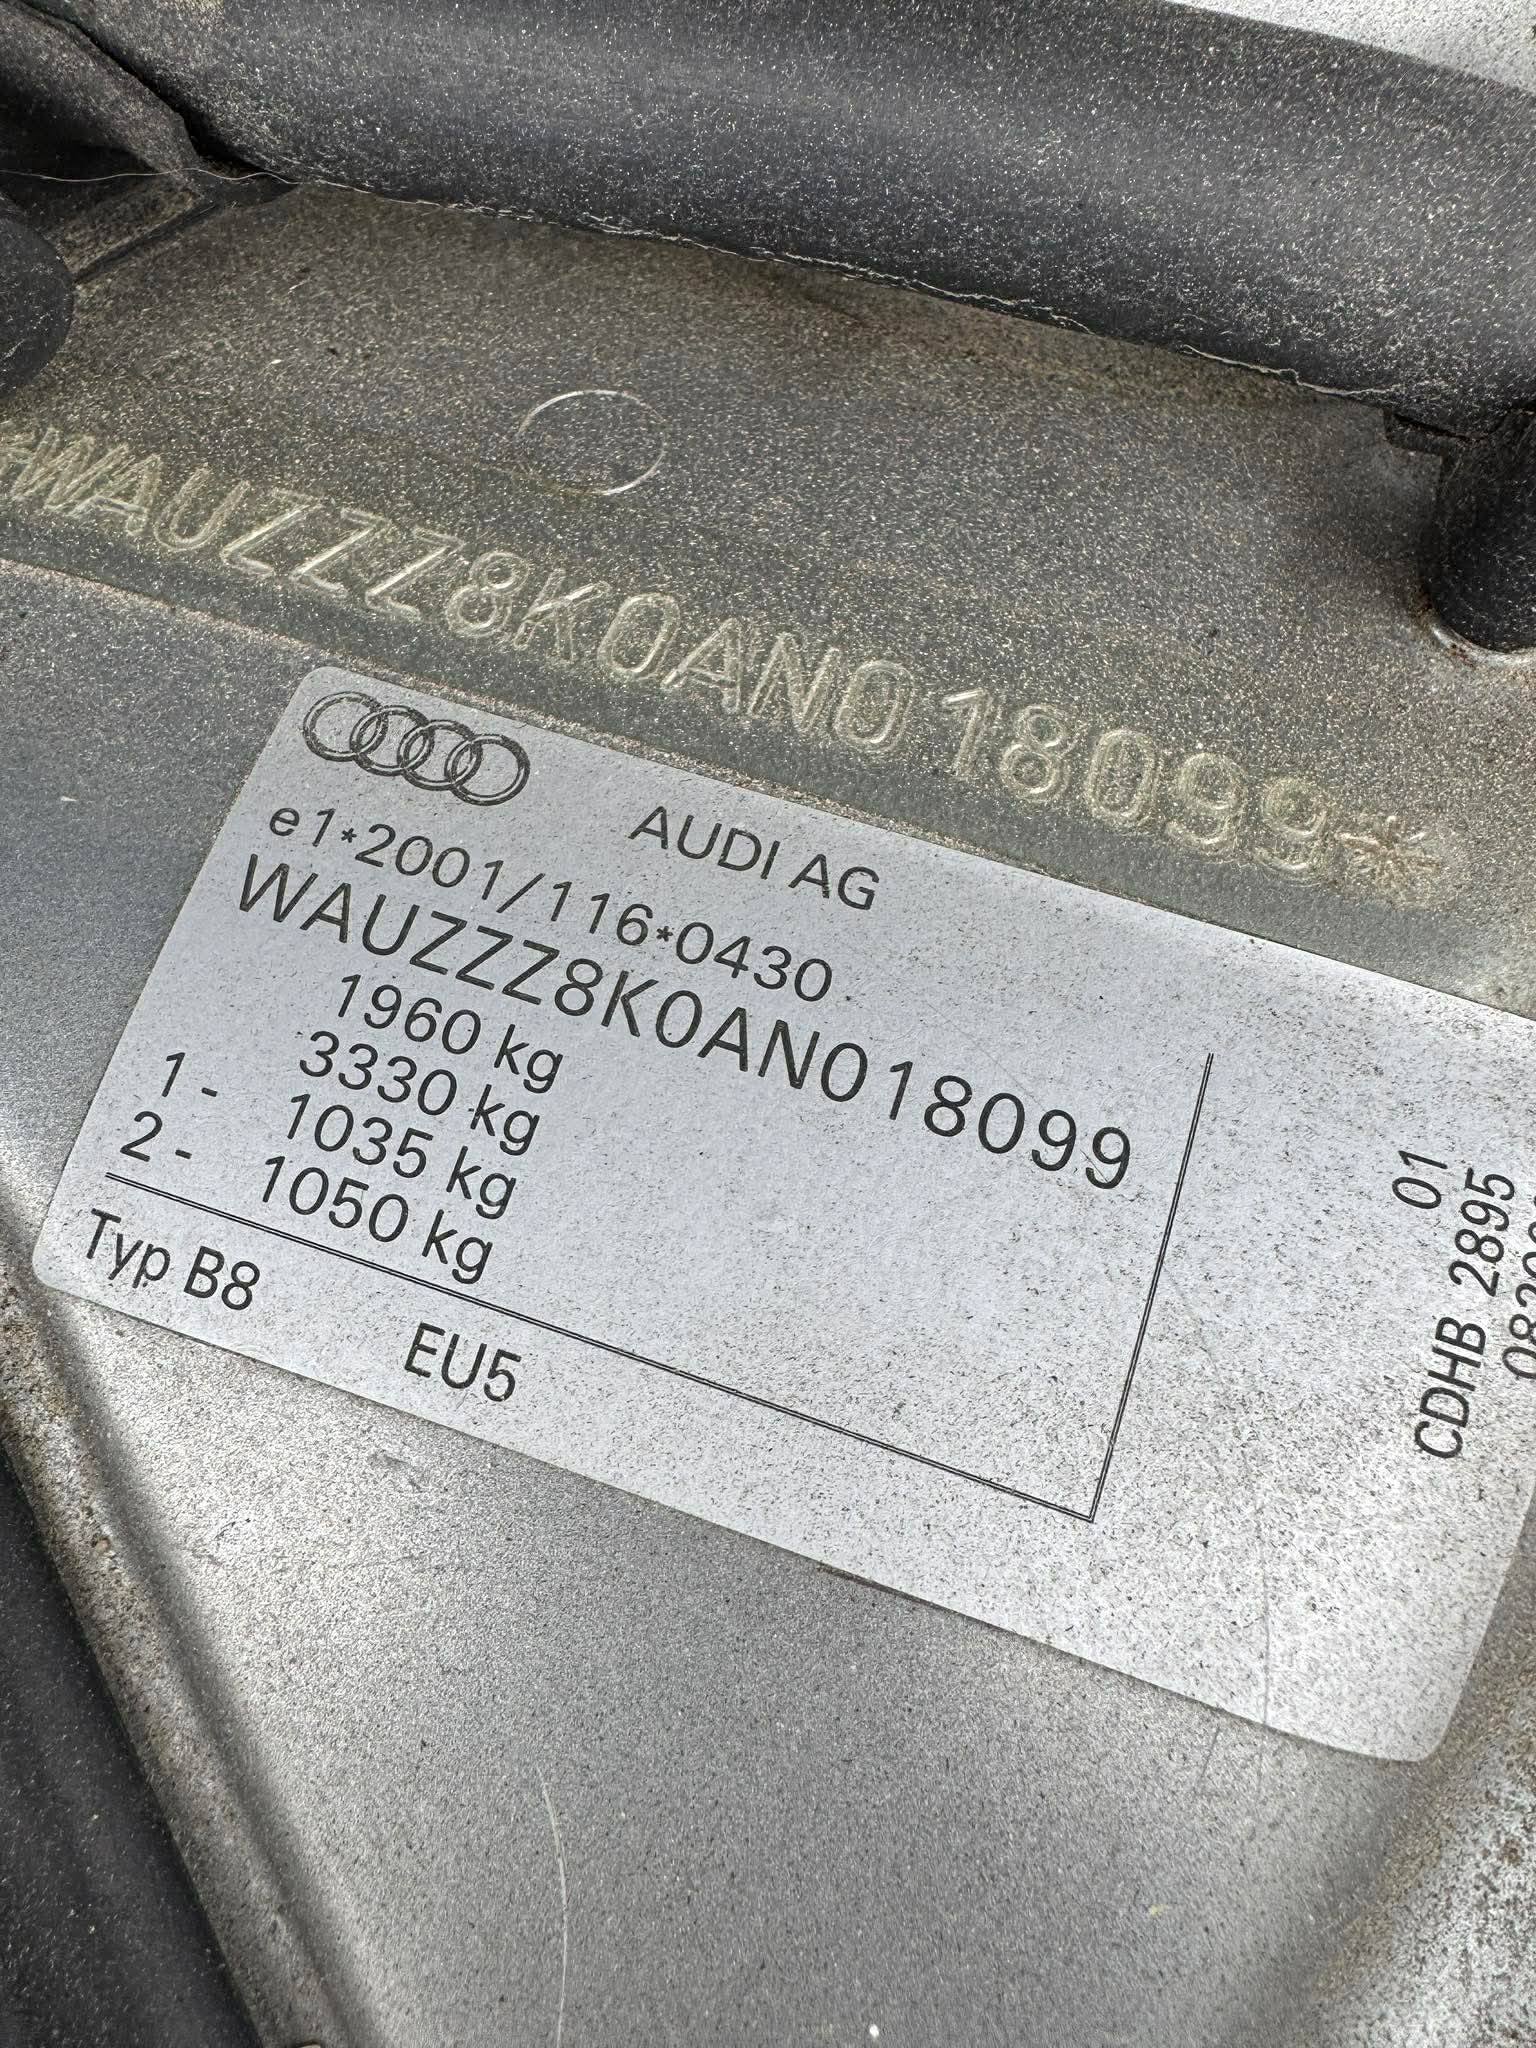 *WAUZZZ8K0AN018099*
AUDI AG
e1*2001/116*0430
WAUZZZ8K0AN018099
1960 kg
3330 kg
1- 1035 kg
2- 1050 kg
Typ B8
EU5
01
CDHB 2895